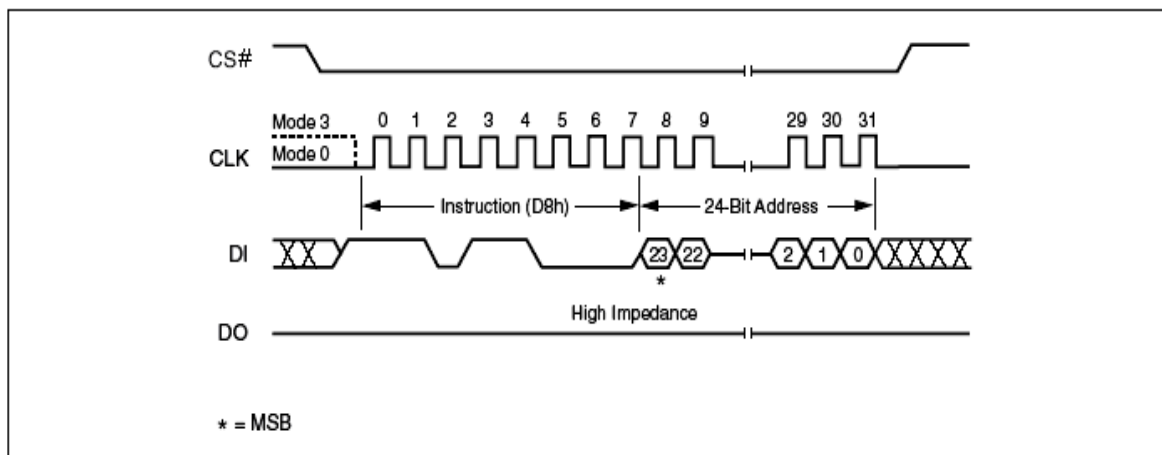 CS#
Mode 3 0 1 2 3 4 5 6 7 8 9 29 30 31
CLK Mode 0
Instruction (D8h) 24-Bit Address
DI 23 22 2 1 0
*
High Impedance
DO
* = MSB